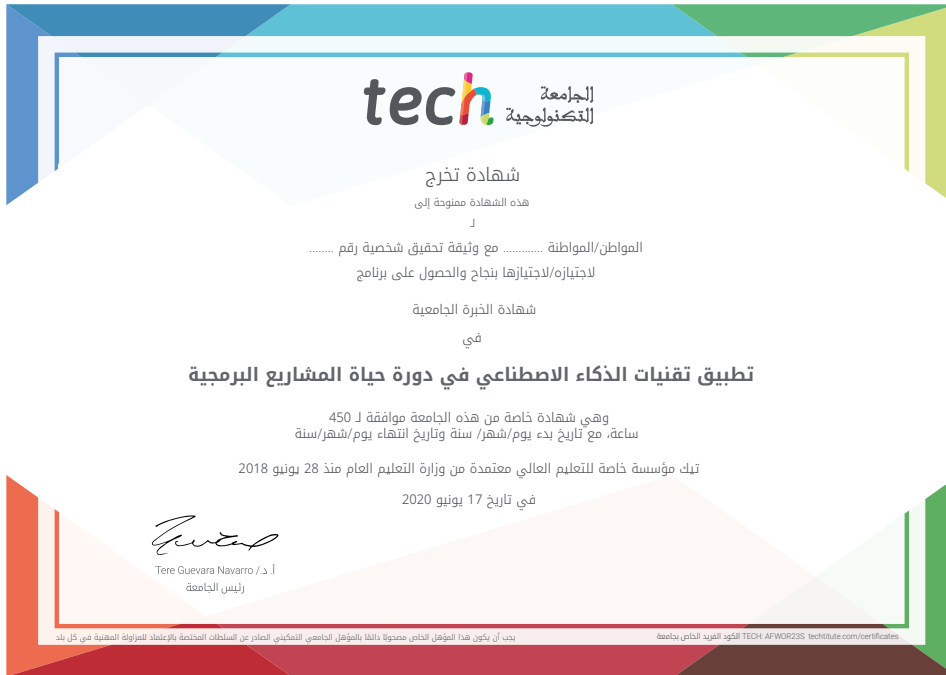 tech الجامعة
التكنولوجية
شهادة تخرج
هذه الشهادة ممنوحة إلى
لـ
المواطن/المواطنة ............. مع وثيقة تحقيق شخصية رقم ........
لاجتيازه/لاجتيازها بنجاح والحصول على برنامج
شهادة الخبرة الجامعية
في
تطبيق تقنيات الذكاء الاصطناعي في دورة حياة المشاريع البرمجية
وهي شهادة خاصة من هذه الجامعة موافقة لـ 450
ساعة، مع تاريخ بدء يوم/شهر/ سنة وتاريخ انتهاء يوم/شهر/سنة
تيك مؤسسة خاصة للتعليم العالي معتمدة من وزارة التعليم العام منذ 28 يونيو 2018
في تاريخ 17 يونيو 2020
أ. د./ Tere Guevara Navarro
رئيس الجامعة
الكود الفريد الخاص بجامعة TECH: AFWOR23S techtitute.com/certificates
يجب أن يكون هذا المؤهل الخاص مصحوبًا دائمًا بالمؤهل الجامعي التمكيني الصادر عن السلطات المختصة بالإعتماد للمزاولة المهنية في كل بلد